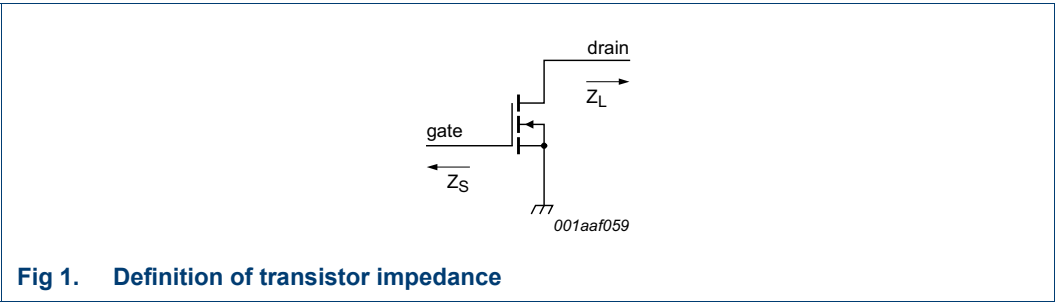 drain
Z_L
gate
Z_S
001aaf059
Fig 1. Definition of transistor impedance